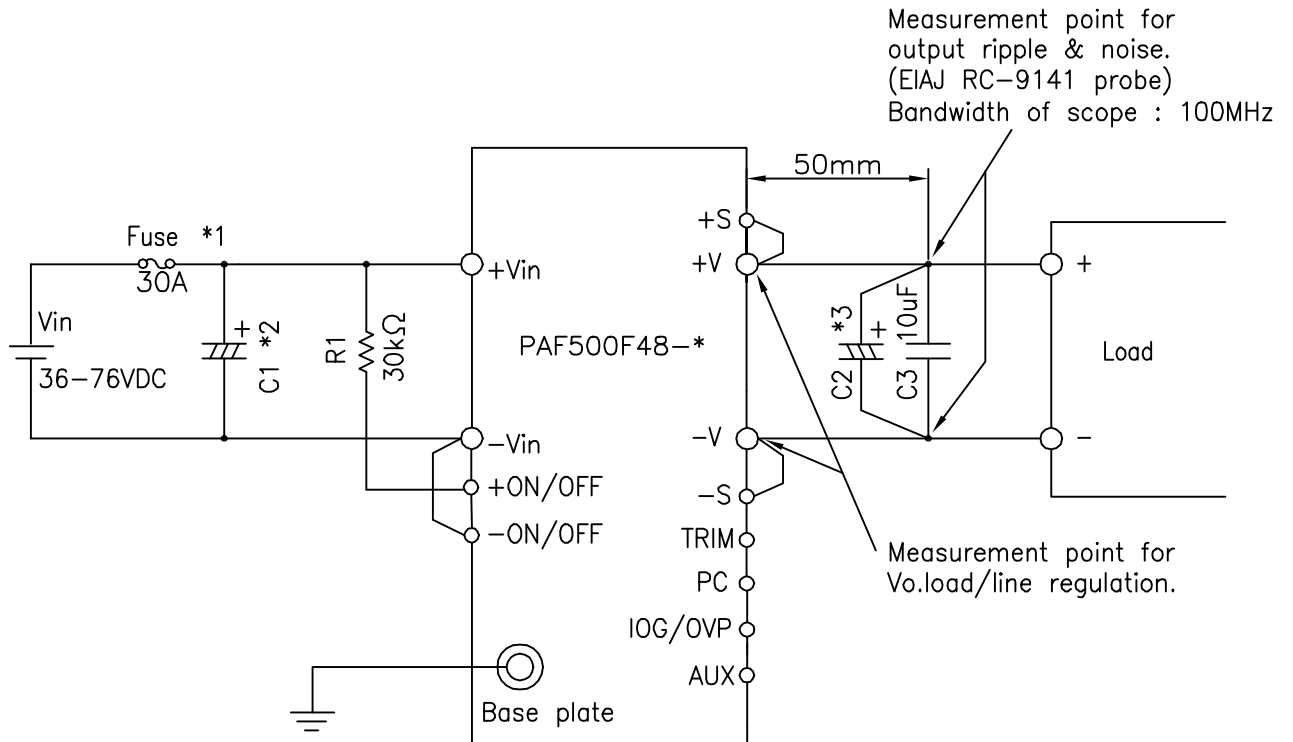 Measurement point for
output ripple & noise.
(EIAJ RC-9141 probe)
Bandwidth of scope : 100MHz
50mm
Fuse *1
30A
+S
+V
+Vin
+
Vin
36-76VDC
+
C1 *2
R1
30kΩ
PAF500F48-*
*3
+
C2
10uF
C3
Load
-Vin
-V
-
+ON/OFF
-S
-ON/OFF
TRIM
PC
IOG/OVP
AUX
Measurement point for
Vo.load/line regulation.
Base plate